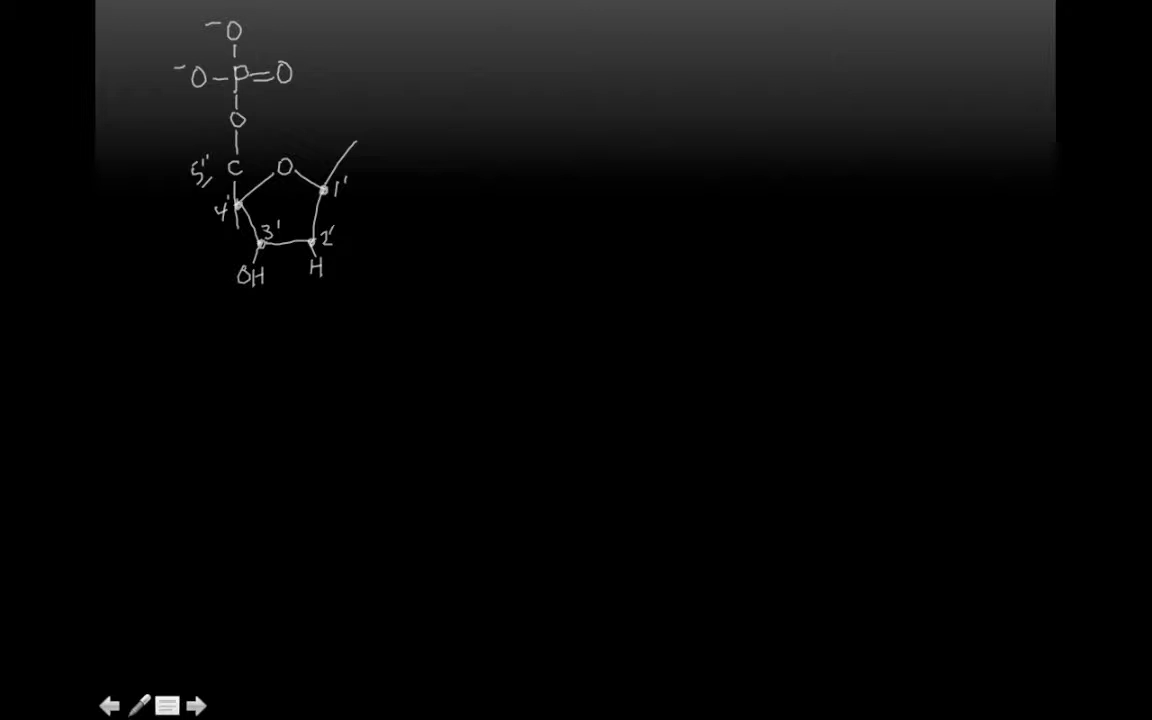 ⁻O
⁻O-P=O
O
5' C O
1'
4'
3' 2'
OH H